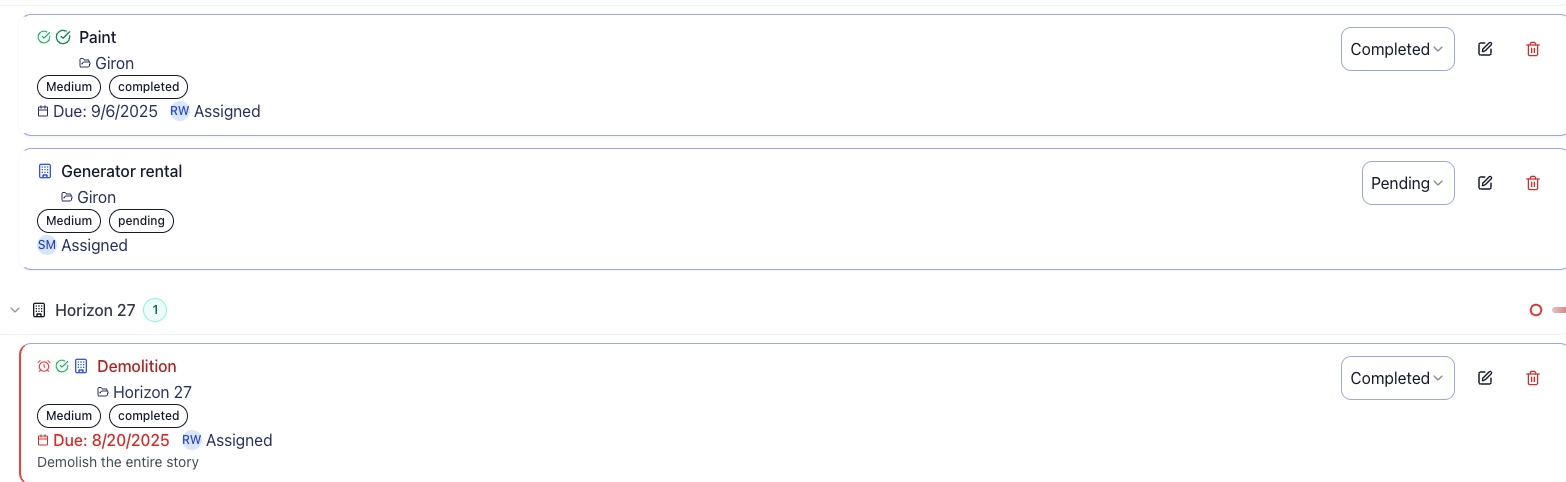 Paint
Completed
Giron
Medium completed
Due: 9/6/2025 RW Assigned
Generator rental
Pending
Giron
Medium pending
SM Assigned
Horizon 27 1
Demolition
Completed
Horizon 27
Medium completed
Due: 8/20/2025 RW Assigned
Demolish the entire story